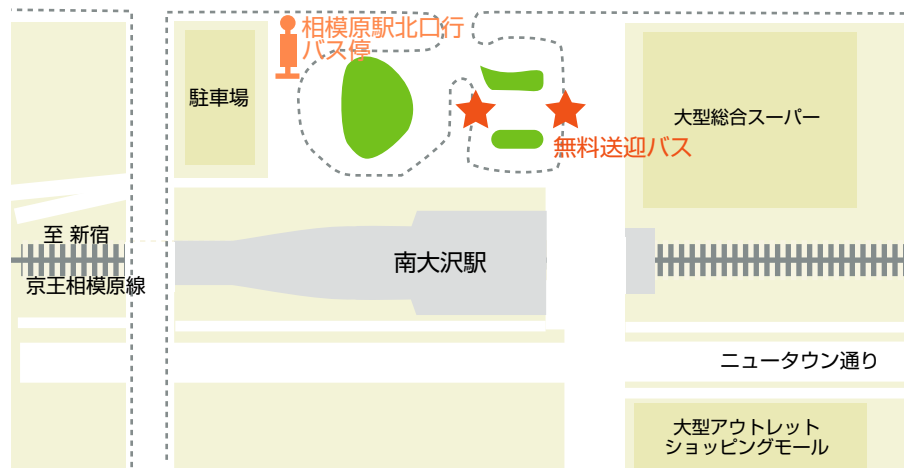 相模原駅北口行
バス停
駐車場
大型総合スーパー
無料送迎バス
至 新宿
南大沢駅
京王相模原線
ニュータウン通り
大型アウトレット
ショッピングモール